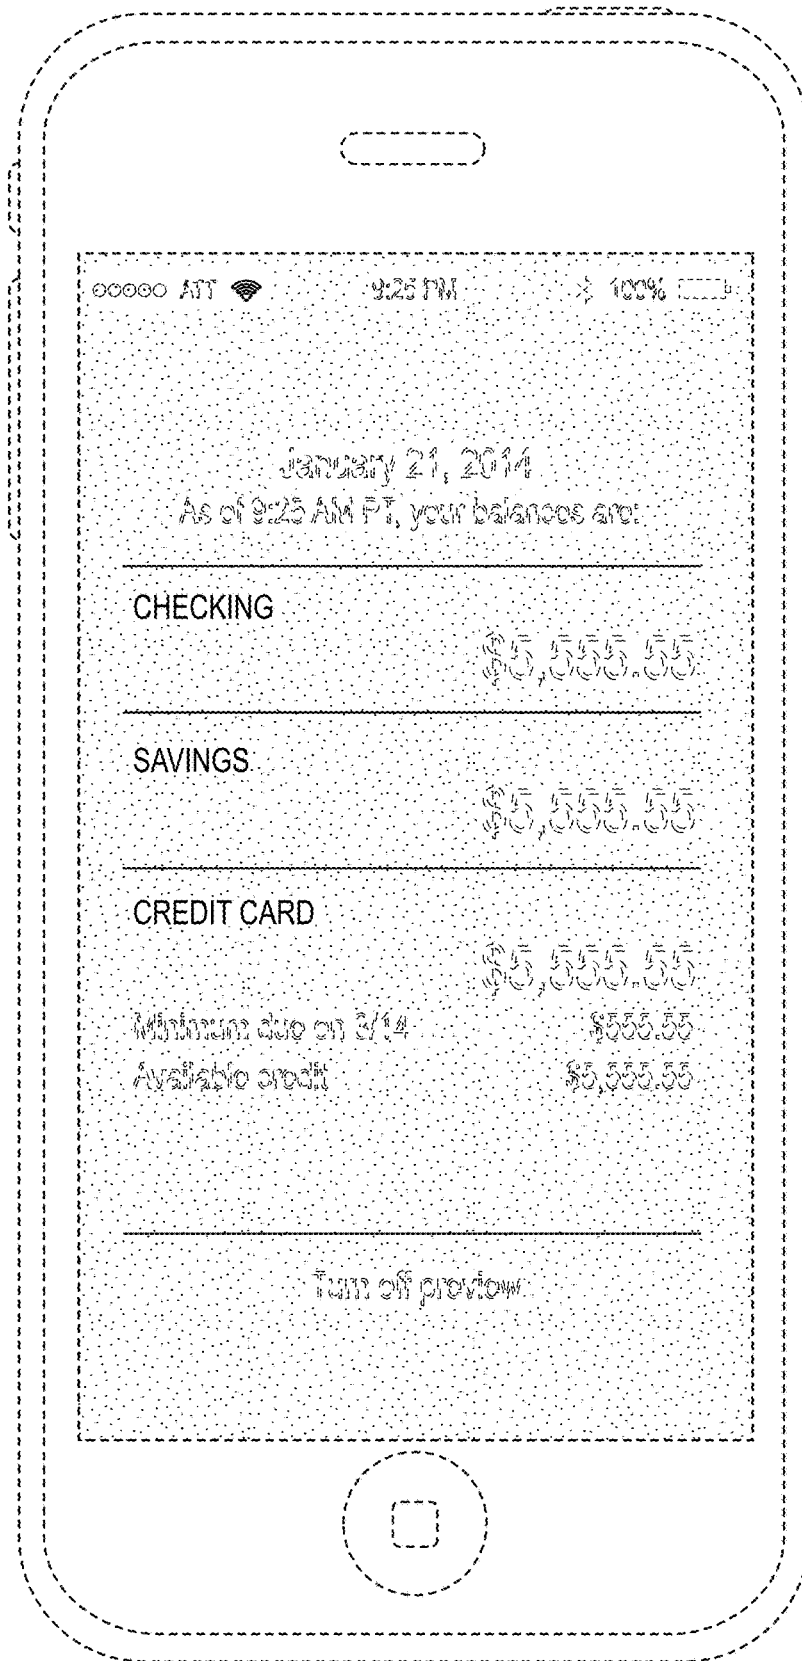 ATT 9:25 PM 100%
January 21, 2014
As of 9:25 AM PT, your balances are:
CHECKING
$5,555.55
SAVINGS
$5,555.55
CREDIT CARD
$5,555.55
Minimum due on 3/14 $555.55
Available credit $5,555.55
Turn off preview